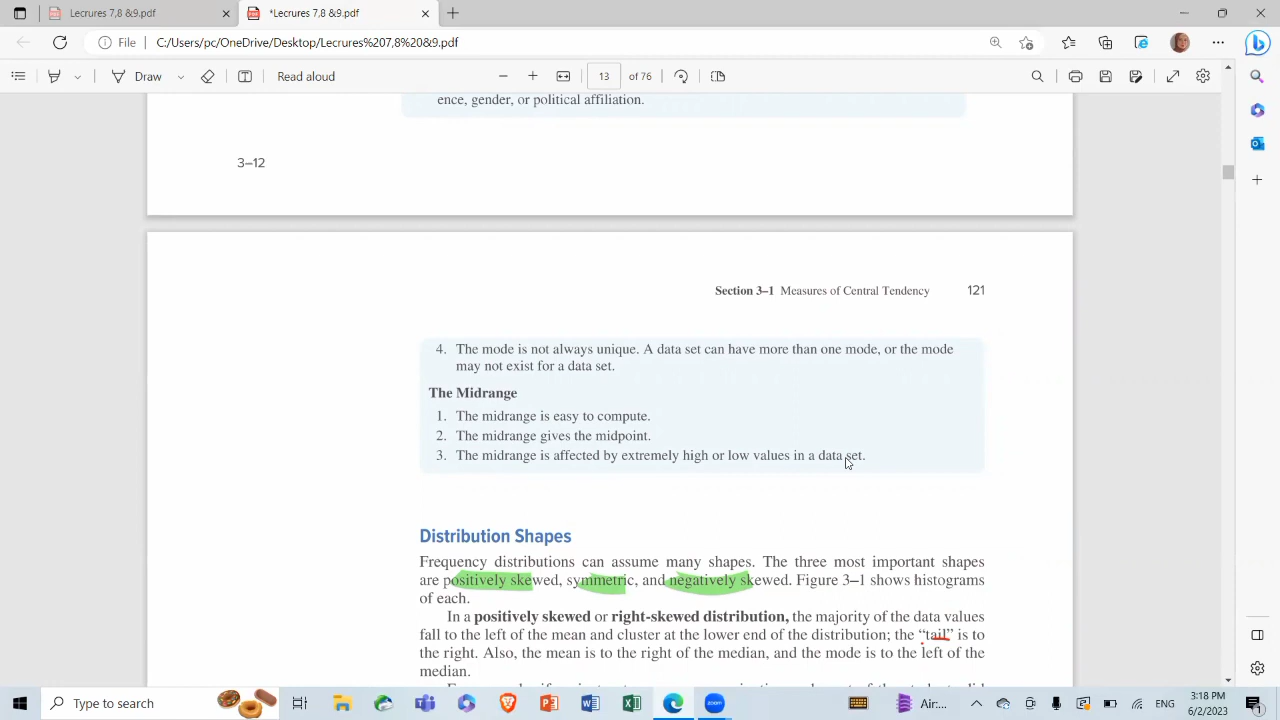 Lectures 7,8 &9.pdf
*Lectures 7,8 &9.pdf
File
C:/Users/pc/OneDrive/Desktop/Lecures%207,8%20&9.pdf
Draw
Read aloud
13
of 76
ence, gender, or political affiliation.
3–12
Section 3–1 Measures of Central Tendency 121
4. The mode is not always unique. A data set can have more than one mode, or the mode
may not exist for a data set.
The Midrange
1. The midrange is easy to compute.
2. The midrange gives the midpoint.
3. The midrange is affected by extremely high or low values in a data set.
Distribution Shapes
Frequency distributions can assume many shapes. The three most important shapes
are positively skewed, symmetric, and negatively skewed. Figure 3–1 shows histograms
of each.
In a positively skewed or right-skewed distribution, the majority of the data values
fall to the left of the mean and cluster at the lower end of the distribution; the “tail” is to
the right. Also, the mean is to the right of the median, and the mode is to the left of the
median.
Type to search
zoom
Air...
3:18 PM
6/2/2023